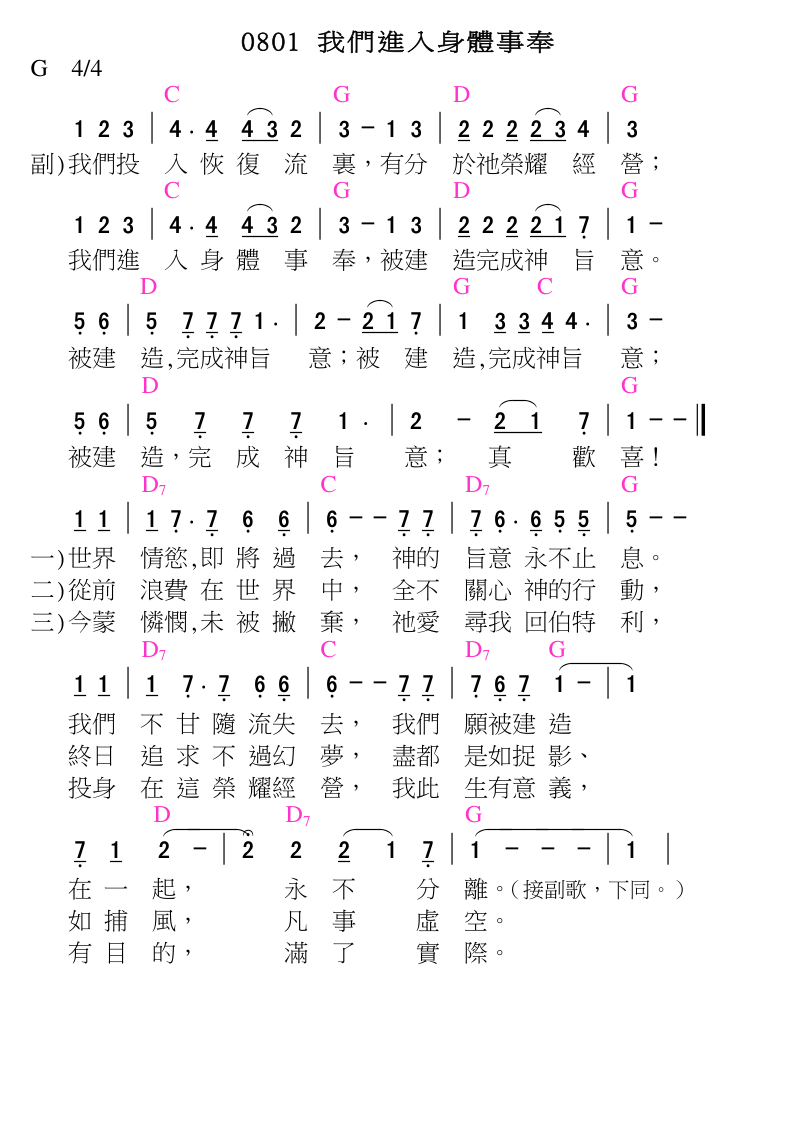 0801 我們進入身體事奉
G 4/4
C G D G
1 2 3 | 4 . 4 4 3 2 | 3 － 1 3 | 2 2 2 2 3 4 | 3
副)我們投 入 恢 復 流 裏，有分 於祂榮耀 經 營；
C G D G
1 2 3 | 4 . 4 4 3 2 | 3 － 1 3 | 2 2 2 2 1 7 | 1 －
我們進 入 身 體 事 奉，被建 造完成神 旨 意。
D G C G
5 6 | 5 7 7 7 1 . | 2 － 2 1 7 | 1 3 3 4 4 . | 3 －
被建 造,完成神旨 意；被 建 造,完成神旨 意；
D G
5 6 | 5 7 7 7 1 . | 2 － 2 1 7 | 1 － － ‖
被建 造，完 成 神 旨 意； 真 歡 喜！
D7 C D7 G
1 1 | 1 7 . 7 6 6 | 6 － － 7 7 | 7 6 . 6 5 5 | 5 － －
一)世界 情慾,即 將 過 去， 神的 旨意 永不止 息。
二)從前 浪費 在 世 界 中， 全不 關心 神的行 動，
三)今蒙 憐憫,未 被 撇 棄， 祂愛 尋我 回伯特 利，
D7 C D7 G
1 1 | 1 7 . 7 6 6 | 6 － － 7 7 | 7 6 7 1 － | 1
我們 不 甘 隨 流失 去， 我們 願被建 造
終日 追 求 不 過幻 夢， 盡都 是如捉 影、
投身 在 這 榮 耀經 營， 我此 生有意 義，
D D7 G
7 1 2 － | 2 2 2 1 7 | 1 － － － | 1 |
在 一 起， 永 不 分 離。（接副歌，下同。）
如 捕 風， 凡 事 虛 空。
有 目 的， 滿 了 實 際。